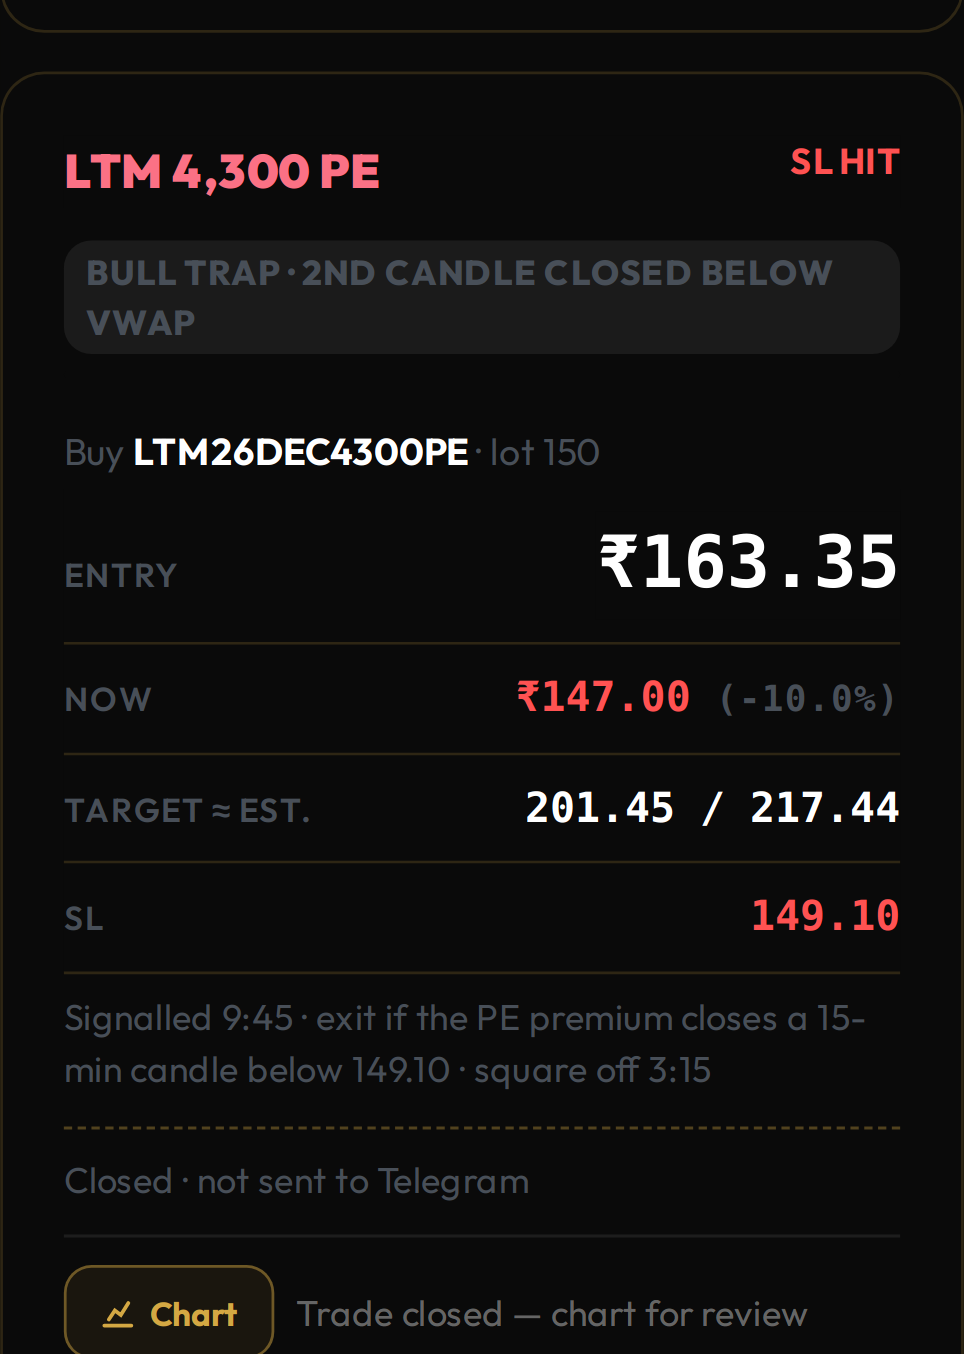 LTM 4,300 PE
SL HIT
BULL TRAP · 2ND CANDLE CLOSED BELOW
VWAP
Buy LTM26DEC4300PE · lot 150
ENTRY ₹163.35
NOW ₹147.00 (-10.0%)
TARGET ≈ EST. 201.45 / 217.44
SL 149.10
Signalled 9:45 · exit if the PE premium closes a 15-
min candle below 149.10 · square off 3:15
Closed · not sent to Telegram
Chart Trade closed — chart for review